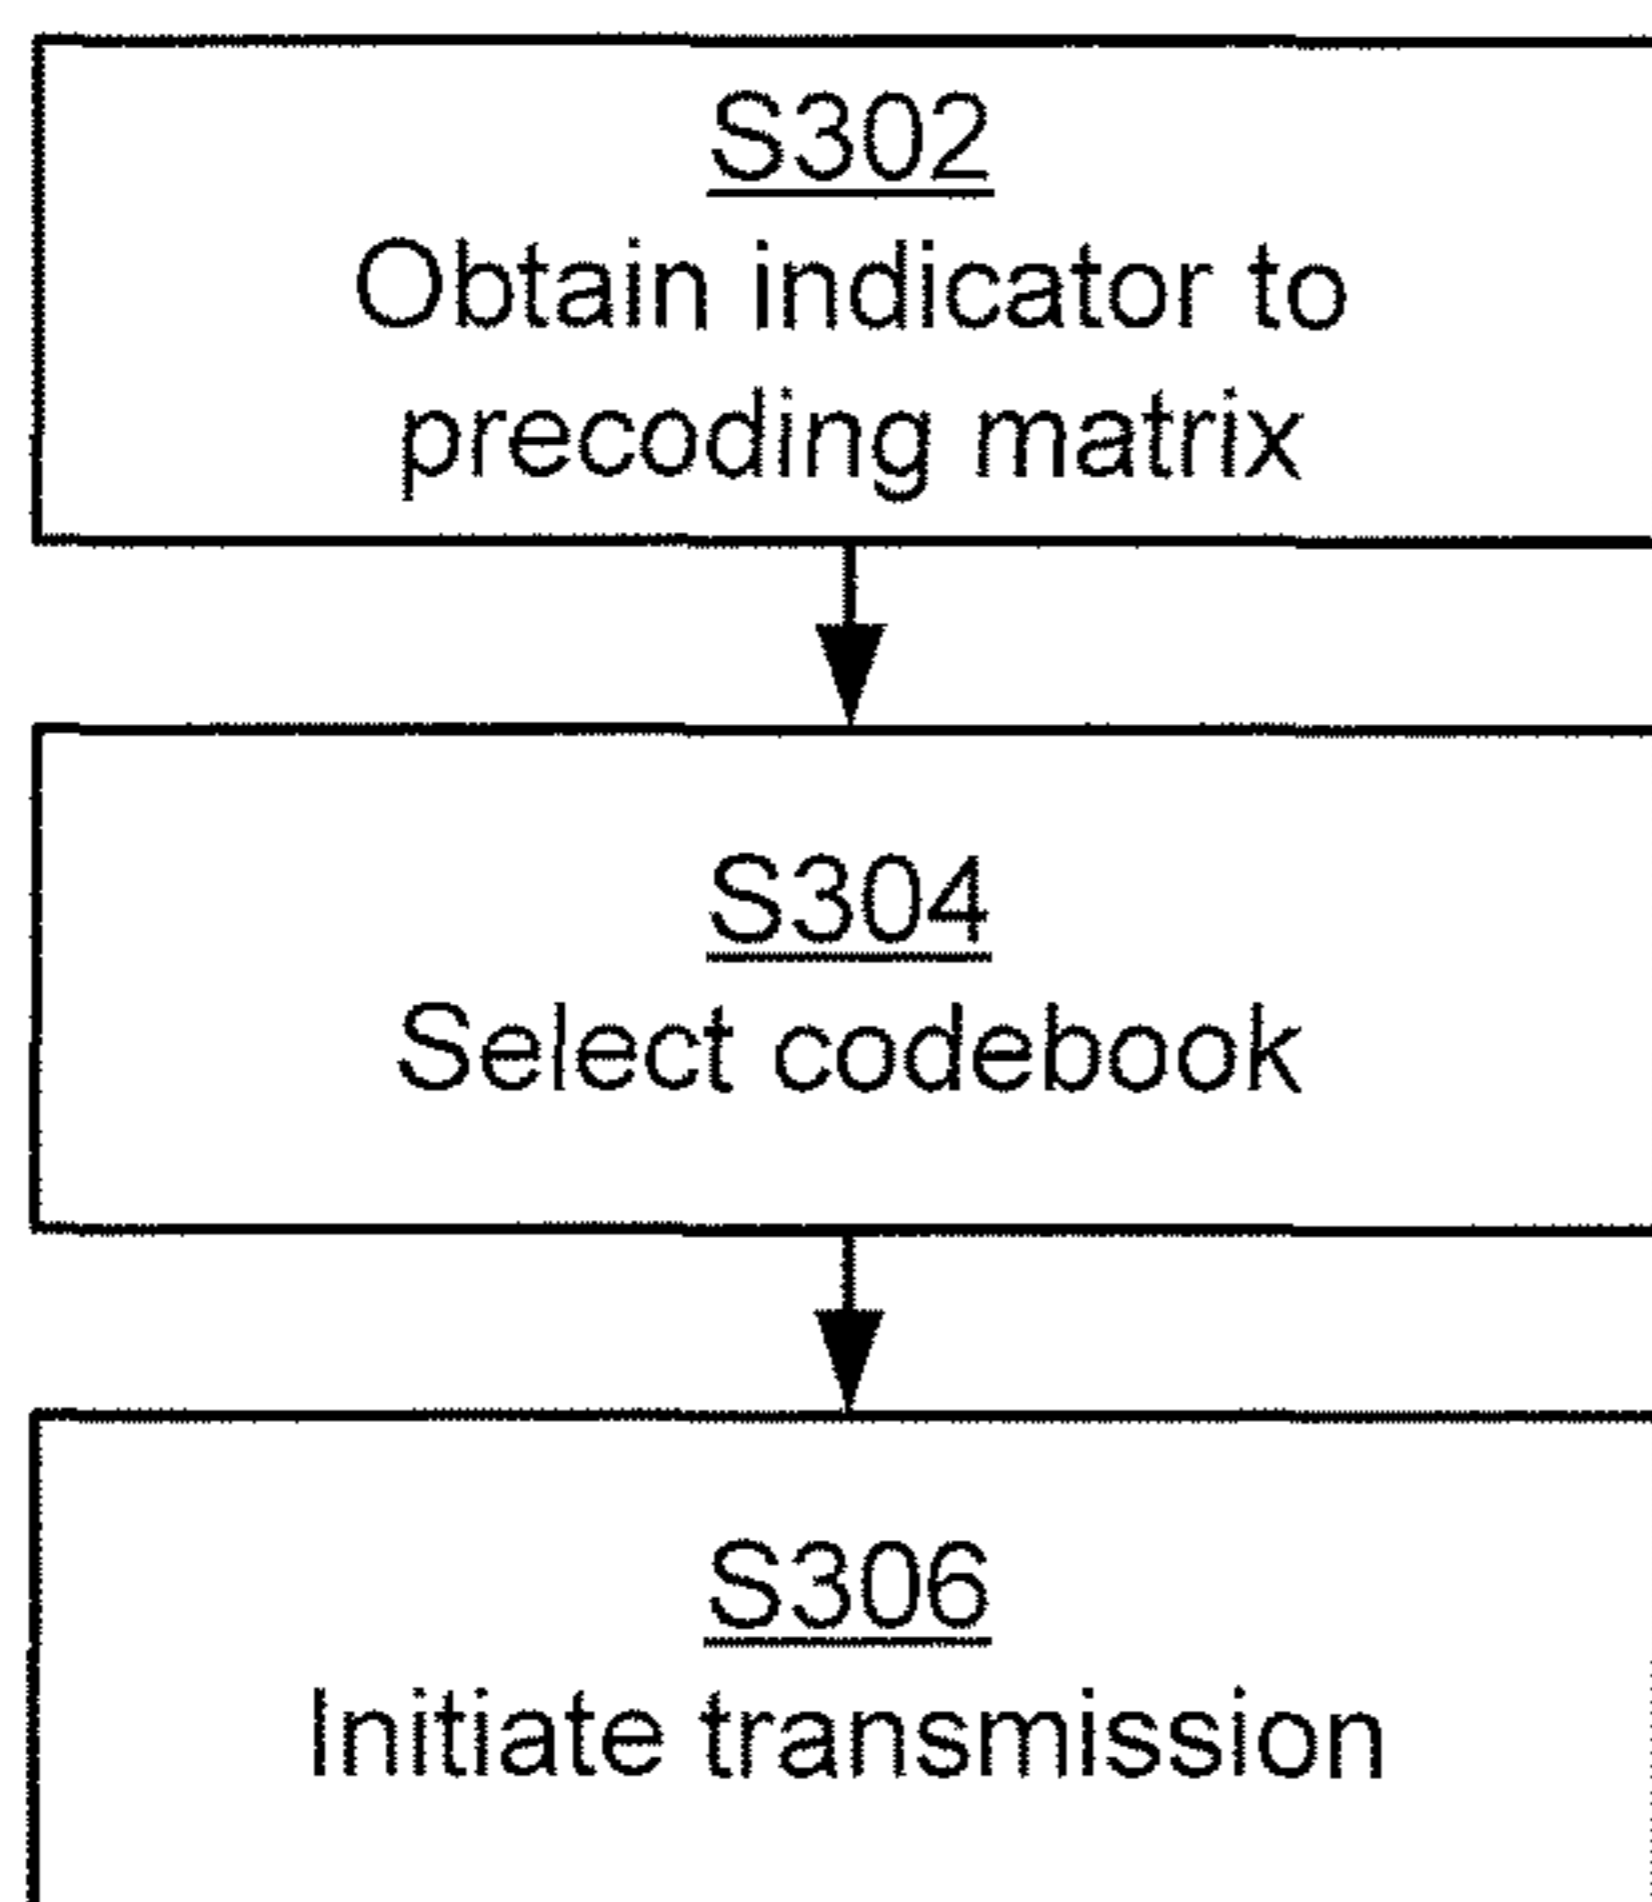 S302
Obtain indicator to
precoding matrix
S304
Select codebook
S306
Initiate transmission